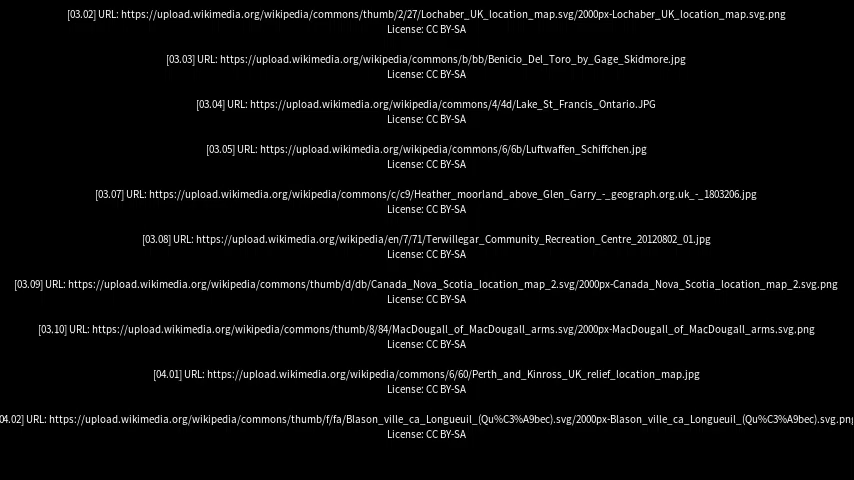 [03.02] URL: https://upload.wikimedia.org/wikipedia/commons/thumb/2/27/Lochaber_UK_location_map.svg/2000px-Lochaber_UK_location_map.svg.png
License: CC BY-SA
[03.03] URL: https://upload.wikimedia.org/wikipedia/commons/b/bb/Benicio_Del_Toro_by_Gage_Skidmore.jpg
License: CC BY-SA
[03.04] URL: https://upload.wikimedia.org/wikipedia/commons/4/4d/Lake_St_Francis_Ontario.JPG
License: CC BY-SA
[03.05] URL: https://upload.wikimedia.org/wikipedia/commons/6/6b/Luftwaffen_Schiffchen.jpg
License: CC BY-SA
[03.07] URL: https://upload.wikimedia.org/wikipedia/commons/c/c9/Heather_moorland_above_Glen_Garry_-_geograph.org.uk_-_1803206.jpg
License: CC BY-SA
[03.08] URL: https://upload.wikimedia.org/wikipedia/en/7/71/Terwillegar_Community_Recreation_Centre_20120802_01.jpg
License: CC BY-SA
[03.09] URL: https://upload.wikimedia.org/wikipedia/commons/thumb/d/db/Canada_Nova_Scotia_location_map_2.svg/2000px-Canada_Nova_Scotia_location_map_2.svg.png
License: CC BY-SA
[03.10] URL: https://upload.wikimedia.org/wikipedia/commons/thumb/8/84/MacDougall_of_MacDougall_arms.svg/2000px-MacDougall_of_MacDougall_arms.svg.png
License: CC BY-SA
[04.01] URL: https://upload.wikimedia.org/wikipedia/commons/6/60/Perth_and_Kinross_UK_relief_location_map.jpg
License: CC BY-SA
04.02] URL: https://upload.wikimedia.org/wikipedia/commons/thumb/f/fa/Blason_ville_ca_Longueuil_(Qu%C3%A9bec).svg/2000px-Blason_ville_ca_Longueuil_(Qu%C3%A9bec).svg.png
License: CC BY-SA